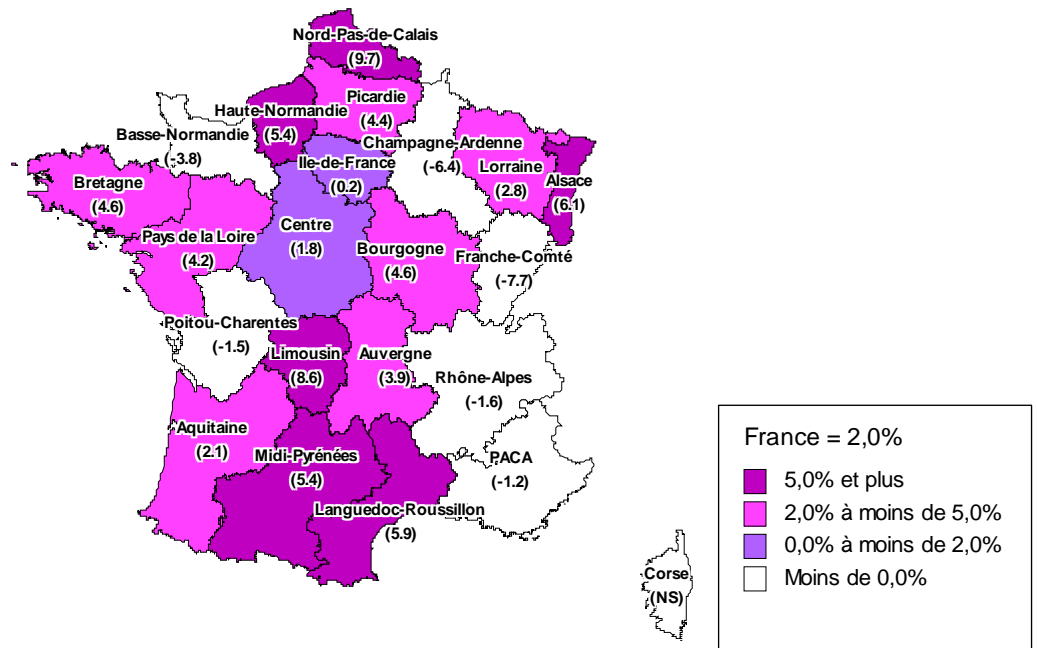 Nord-Pas-de-Calais
(9.7)
Picardie
(4.4)
Haute-Normandie
(5.4)
Basse-Normandie
(-3.8)
Champagne-Ardenne
(-6.4)
Ile-de-France
(0.2)
Lorraine
(2.8)
Alsace
(6.1)
Bretagne
(4.6)
Pays de la Loire
(4.2)
Centre
(1.8)
Bourgogne
(4.6)
Franche-Comté
(-7.7)
Poitou-Charentes
(-1.5)
Limousin
(8.6)
Auvergne
(3.9)
Rhône-Alpes
(-1.6)
Aquitaine
(2.1)
Midi-Pyrénées
(5.4)
PACA
(-1.2)
Languedoc-Roussillon
(5.9)
Corse
(NS)
France = 2,0%
5,0% et plus
2,0% à moins de 5,0%
0,0% à moins de 2,0%
Moins de 0,0%